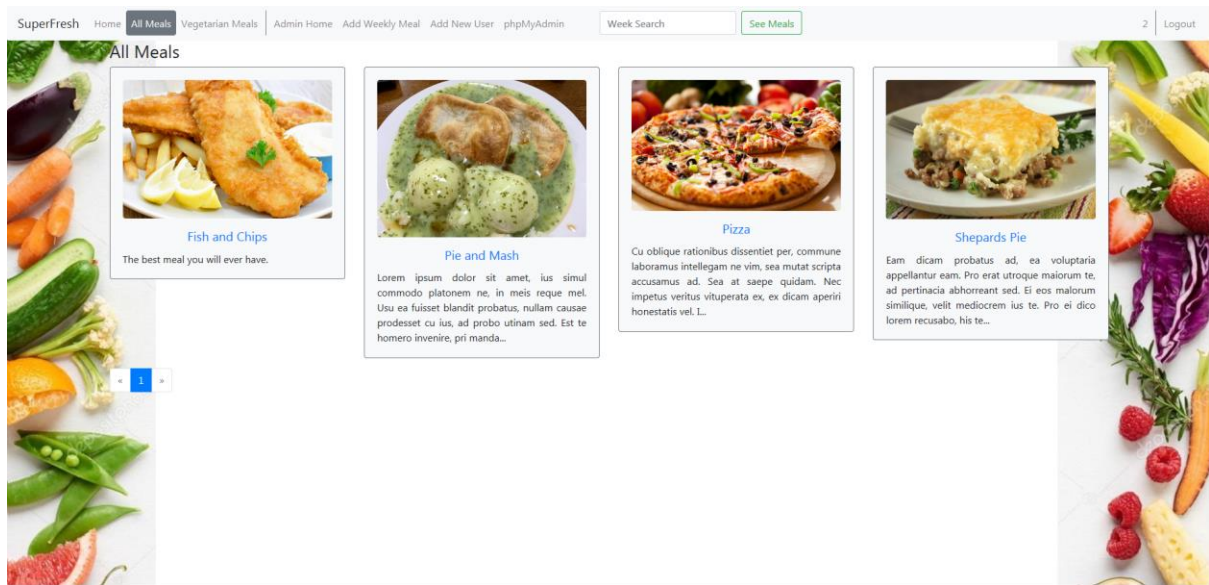 SuperFresh Home All Meals Vegetarian Meals Admin Home Add Weekly Meal Add New User phpMyAdmin Week Search See Meals 2 Logout
All Meals
Fish and Chips
The best meal you will ever have.
Pie and Mash
Lorem ipsum dolor sit amet, ius simul
commodo platonem ne, in meis reque mel.
Usu ea fuisset blandit probatus, nullam causae
prodesset cu ius, ad probo utinam sed. Est te
homero invenire, pri manda...
Pizza
Cu oblique rationibus dissentiet per, commune
laboramus intellegam ne vim, sea mutat scripta
accusamus ad. Sea at saepe quidam. Nec
impetus veritus vituperata ex, ex dicam aperiri
honestatis vel. I...
Shepards Pie
Eam dicam probatus ad, ea voluptaria
appellantur eam. Pro erat utroque maiorum te,
ad pertinacia abhorreant sed. Ei eos malorum
similique, velit mediocrem ius te. Pro ei dico
lorem recusabo, his te...
« 1 »